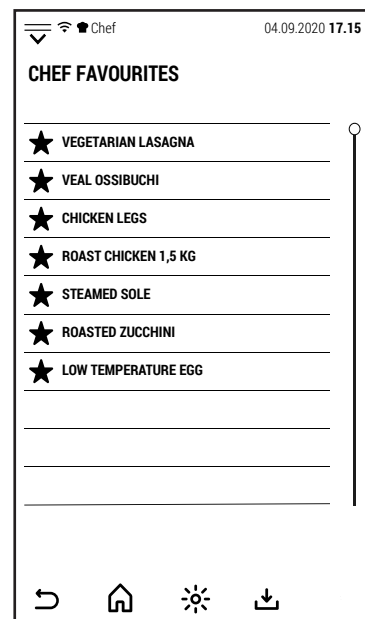 Chef 04.09.2020 17.15
CHEF FAVOURITES
VEGETARIAN LASAGNA
VEAL OSSIBUCHI
CHICKEN LEGS
ROAST CHICKEN 1,5 KG
STEAMED SOLE
ROASTED ZUCCHINI
LOW TEMPERATURE EGG